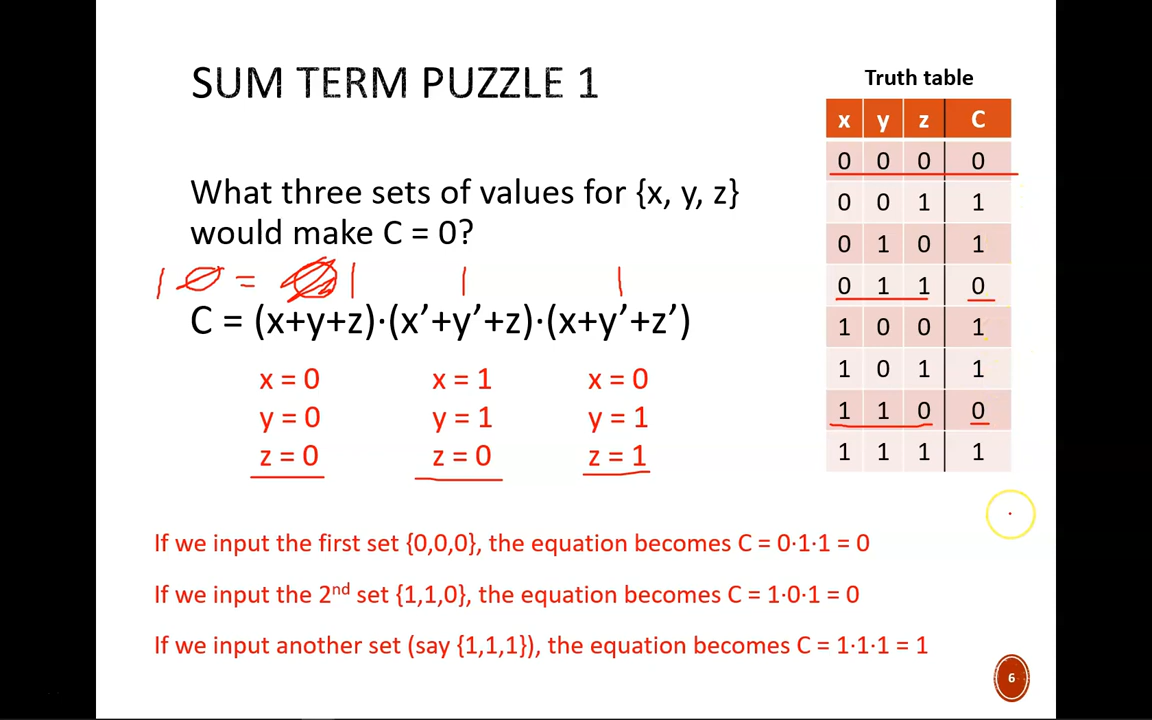 SUM TERM PUZZLE 1
What three sets of values for {x, y, z}
would make C = 0?
1 0 = 1 1 1
C = (x+y+z)·(x’+y’+z)·(x+y’+z’)
x = 0 x = 1 x = 0
y = 0 y = 1 y = 1
z = 0 z = 0 z = 1
Truth table
x y z C
0 0 0 0
0 0 1 1
0 1 0 1
0 1 1 0
1 0 0 1
1 0 1 1
1 1 0 0
1 1 1 1
If we input the first set {0,0,0}, the equation becomes C = 0·1·1 = 0
If we input the 2nd set {1,1,0}, the equation becomes C = 1·0·1 = 0
If we input another set (say {1,1,1}), the equation becomes C = 1·1·1 = 1
6